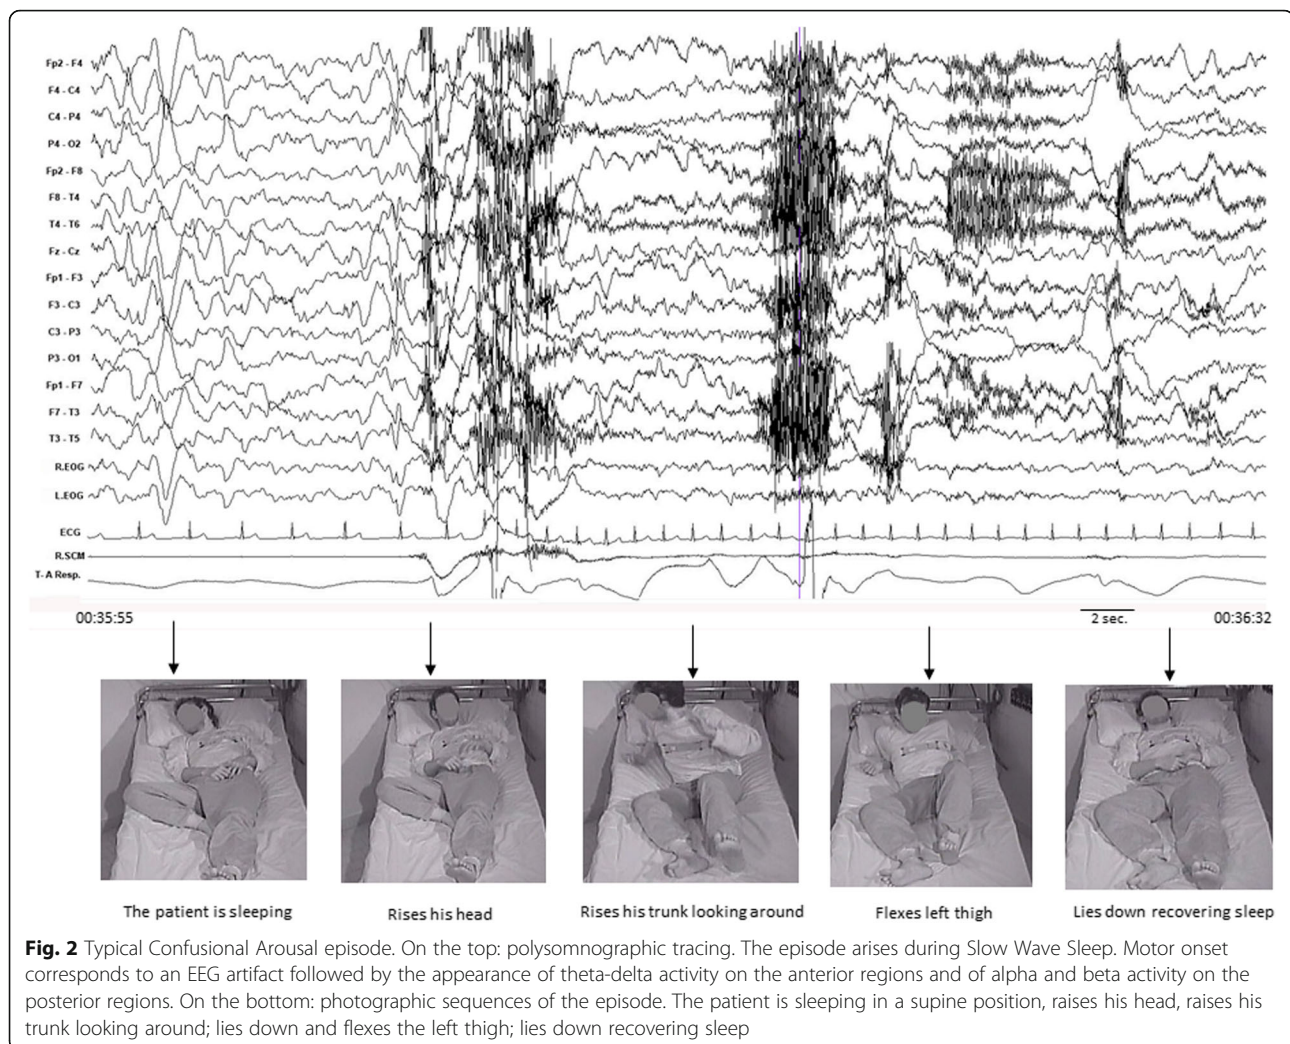 Fp2 - F4
F4 - C4
C4 - P4
P4 - O2
Fp2 - F8
F8 - T4
T4 - T6
Fz - Cz
Fp1 - F3
F3 - C3
C3 - P3
P3 - O1
Fp1 - F7
F7 - T3
T3 - T5
R.EOG
L.EOG
ECG
R.SCM
T- A Resp.
00:35:55
2 sec.
00:36:32
The patient is sleeping
Rises his head
Rises his trunk looking around
Flexes left thigh
Lies down recovering sleep
Fig. 2 Typical Confusional Arousal episode. On the top: polysomnographic tracing. The episode arises during Slow Wave Sleep. Motor onset
corresponds to an EEG artifact followed by the appearance of theta-delta activity on the anterior regions and of alpha and beta activity on the
posterior regions. On the bottom: photographic sequences of the episode. The patient is sleeping in a supine position, raises his head, raises his
trunk looking around; lies down and flexes the left thigh; lies down recovering sleep